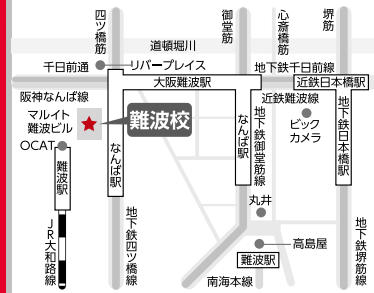 四ツ橋筋
御堂筋
心斎橋筋
堺筋
道頓堀川
千日前通
リバープレイス
地下鉄千日前線
大阪難波駅
近鉄日本橋駅
阪神なんば線
近鉄難波線
マルイト
難波ビル
難波校
ビック
カメラ
OCAT
難波駅
なんば駅
なんば駅
地下鉄御堂筋線
地下鉄日本橋駅
丸井
高島屋
難波駅
JR大和路線
地下鉄四ツ橋線
南海本線
地下鉄堺筋線